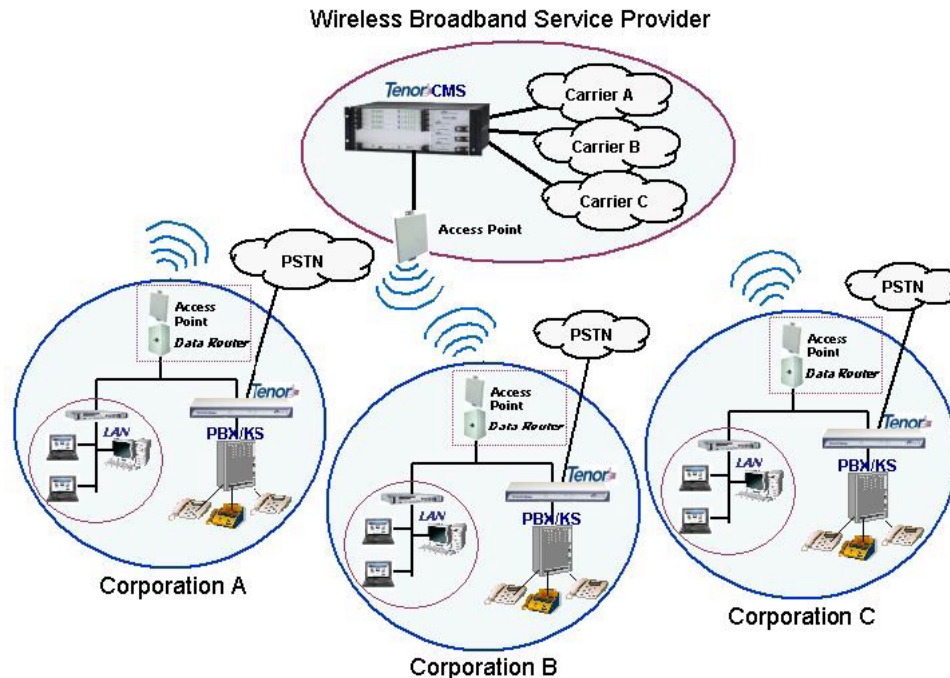 Wireless Broadband Service Provider
Tenor CMS
Carrier A
Carrier B
Carrier C
Access Point
PSTN
Access
Point
Data Router
Tenor
LAN
PBX/KS
Corporation A
PSTN
Access
Point
Data Router
Tenor
LAN
PBX/KS
Corporation B
PSTN
Access
Point
Data Router
Tenor
LAN
PBX/KS
Corporation C